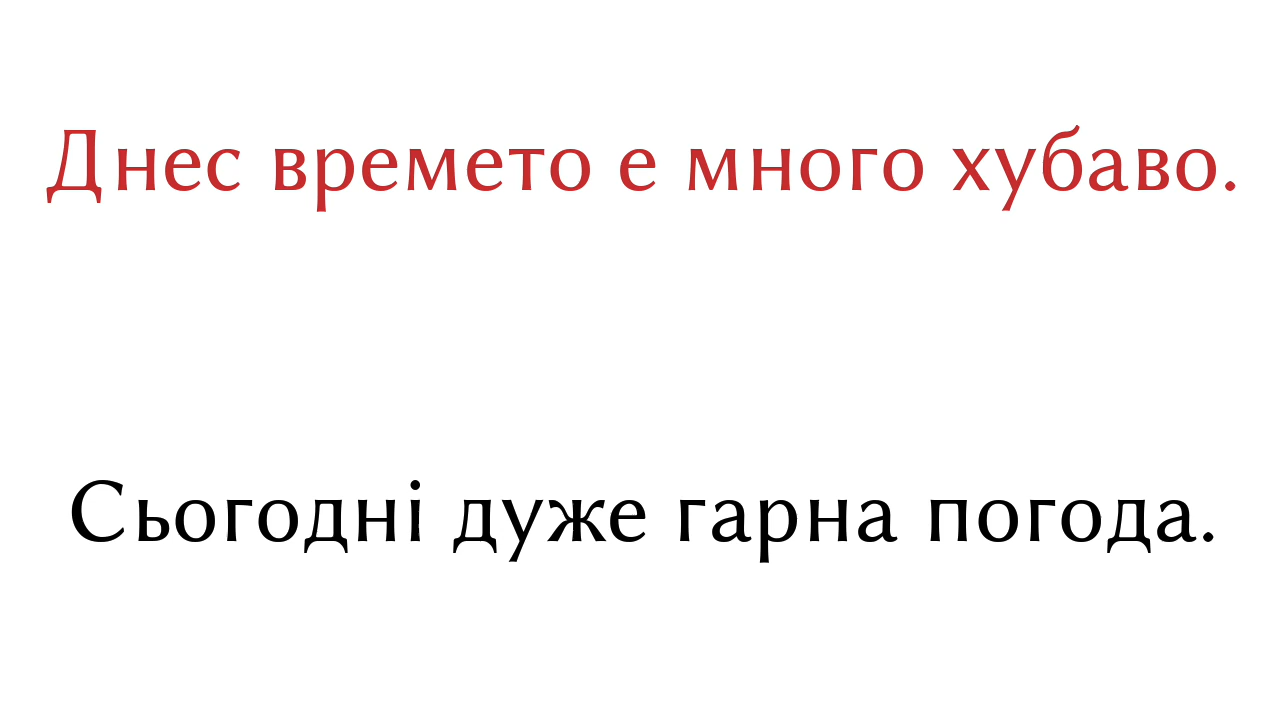 Днес времето е много хубаво.
Сьогодні дуже гарна погода.